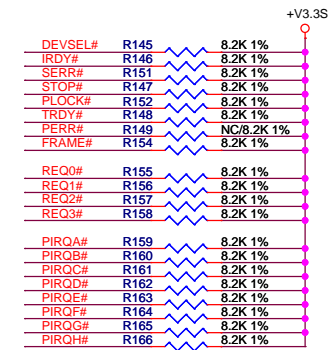 +V3.3S
DEVSEL# R145 8.2K 1%
IRDY# R146 8.2K 1%
SERR# R151 8.2K 1%
STOP# R147 8.2K 1%
PLOCK# R152 8.2K 1%
TRDY# R148 8.2K 1%
PERR# R149 NC/8.2K 1%
FRAME# R154 8.2K 1%
REQ0# R155 8.2K 1%
REQ1# R156 8.2K 1%
REQ2# R157 8.2K 1%
REQ3# R158 8.2K 1%
PIRQA# R159 8.2K 1%
PIRQB# R160 8.2K 1%
PIRQC# R161 8.2K 1%
PIRQD# R162 8.2K 1%
PIRQE# R163 8.2K 1%
PIRQF# R164 8.2K 1%
PIRQG# R165 8.2K 1%
PIRQH# R166 8.2K 1%